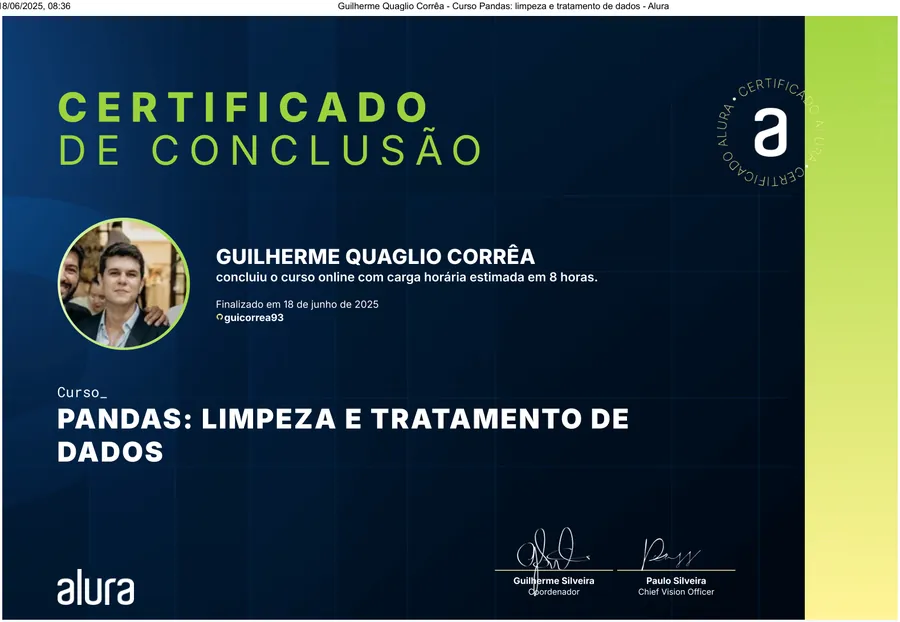 18/06/2025, 08:36
Guilherme Quaglio Corrêa - Curso Pandas: limpeza e tratamento de dados - Alura
CERTIFICADO
DE CONCLUSÃO
CERTIFICADO ALURA • CERTIFICADO ALURA •
a
GUILHERME QUAGLIO CORRÊA
concluiu o curso online com carga horária estimada em 8 horas.
Finalizado em 18 de junho de 2025
guicorrea93
Curso_
PANDAS: LIMPEZA E TRATAMENTO DE
DADOS
alura
Guilherme Silveira
Coordenador
Paulo Silveira
Chief Vision Officer